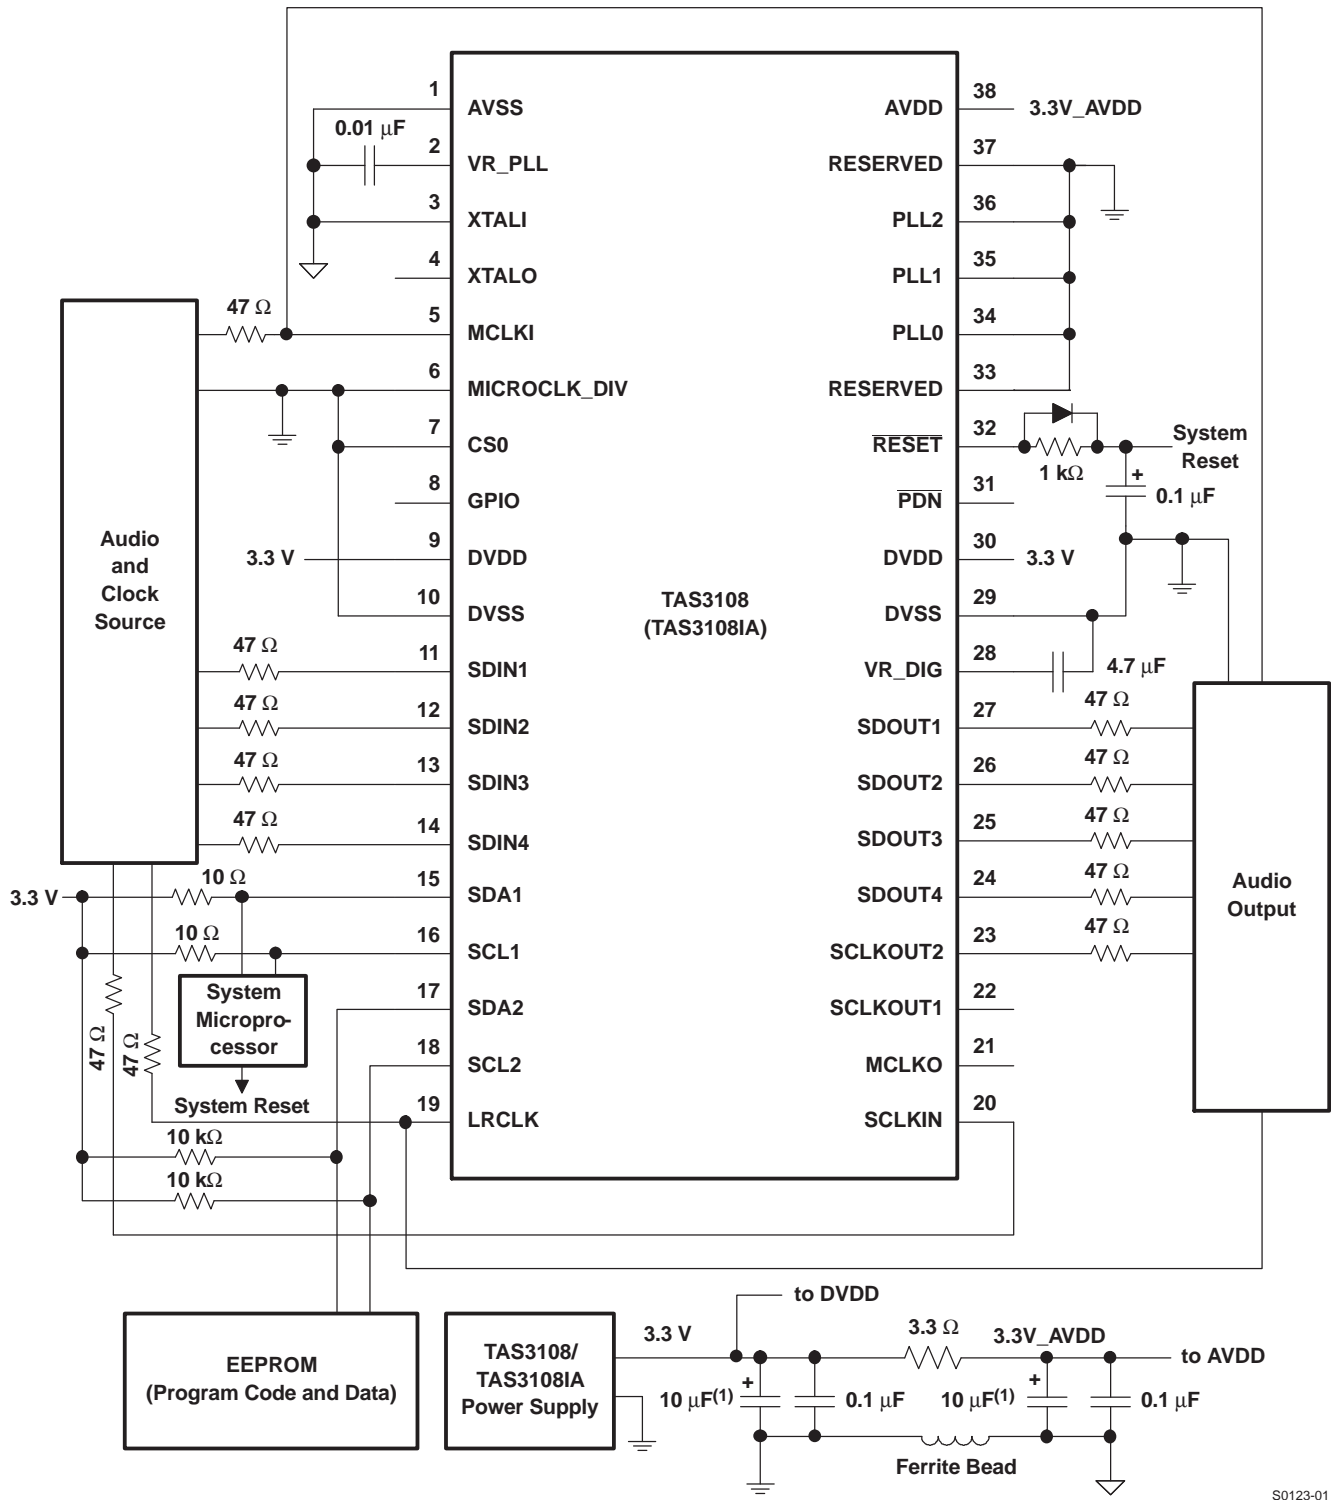 1
AVSS
AVDD
38
3.3V_AVDD
0.01 μF
2
VR_PLL
RESERVED
37
3
XTALI
PLL2
36
4
XTALO
PLL1
35
47 Ω
5
MCLKI
PLL0
34
6
MICROCLK_DIV
RESERVED
33
7
CS0
RESET
32
1 kΩ
System
Reset
+
0.1 μF
8
GPIO
PDN
31
3.3 V
9
DVDD
DVDD
30
3.3 V
Audio
and
Clock
Source
10
DVSS
TAS3108
(TAS3108IA)
DVSS
29
47 Ω
11
SDIN1
VR_DIG
28
4.7 μF
47 Ω
12
SDIN2
SDOUT1
27
47 Ω
47 Ω
13
SDIN3
SDOUT2
26
47 Ω
47 Ω
14
SDIN4
SDOUT3
25
47 Ω
3.3 V
10 Ω
15
SDA1
SDOUT4
24
47 Ω
Audio
Output
10 Ω
16
SCL1
SCLKOUT2
23
47 Ω
System
Micropro-
cessor
17
SDA2
SCLKOUT1
22
47 Ω
47 Ω
18
SCL2
MCLKO
21
System Reset
19
LRCLK
SCLKIN
20
10 kΩ
10 kΩ
EEPROM
(Program Code and Data)
TAS3108/
TAS3108IA
Power Supply
3.3 V
to DVDD
3.3 Ω
3.3V_AVDD
to AVDD
+
10 μF(1)
0.1 μF
+
10 μF(1)
0.1 μF
Ferrite Bead
S0123-01